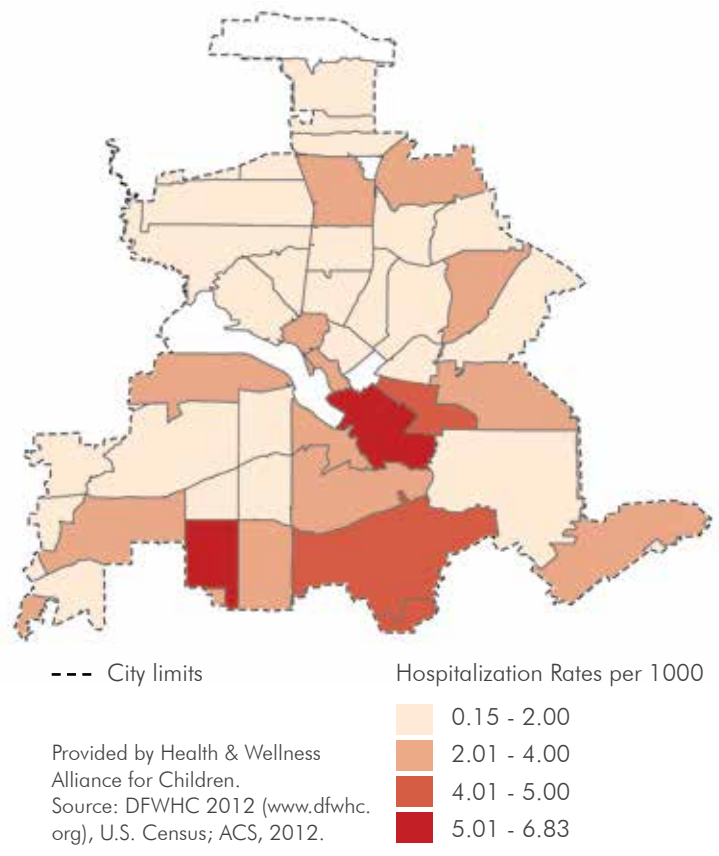 City limits
Provided by Health & Wellness
Alliance for Children.
Source: DFWHC 2012 (www.dfwhc.
org), U.S. Census; ACS, 2012.
Hospitalization Rates per 1000
0.15 - 2.00
2.01 - 4.00
4.01 - 5.00
5.01 - 6.83